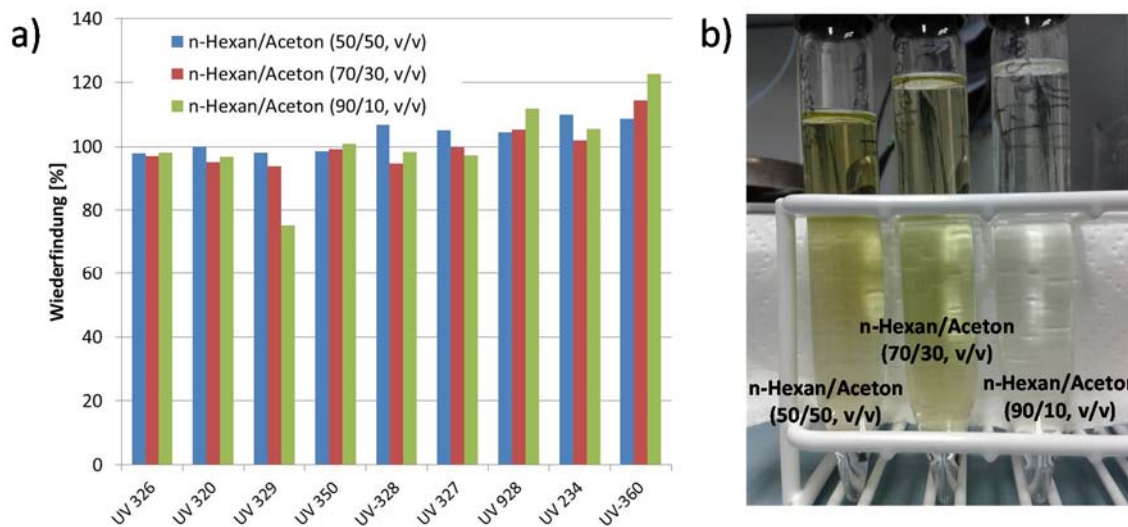 a)
140
120
100
80
60
40
20
0
Wiederfindung [%]
n-Hexan/Aceton (50/50, v/v)
n-Hexan/Aceton (70/30, v/v)
n-Hexan/Aceton (90/10, v/v)
UV 326
UV 320
UV 329
UV 350
UV-328
UV 327
UV 928
UV 234
UV-360
b)
n-Hexan/Aceton
(70/30, v/v)
n-Hexan/Aceton
(50/50, v/v)
n-Hexan/Aceton
(90/10, v/v)